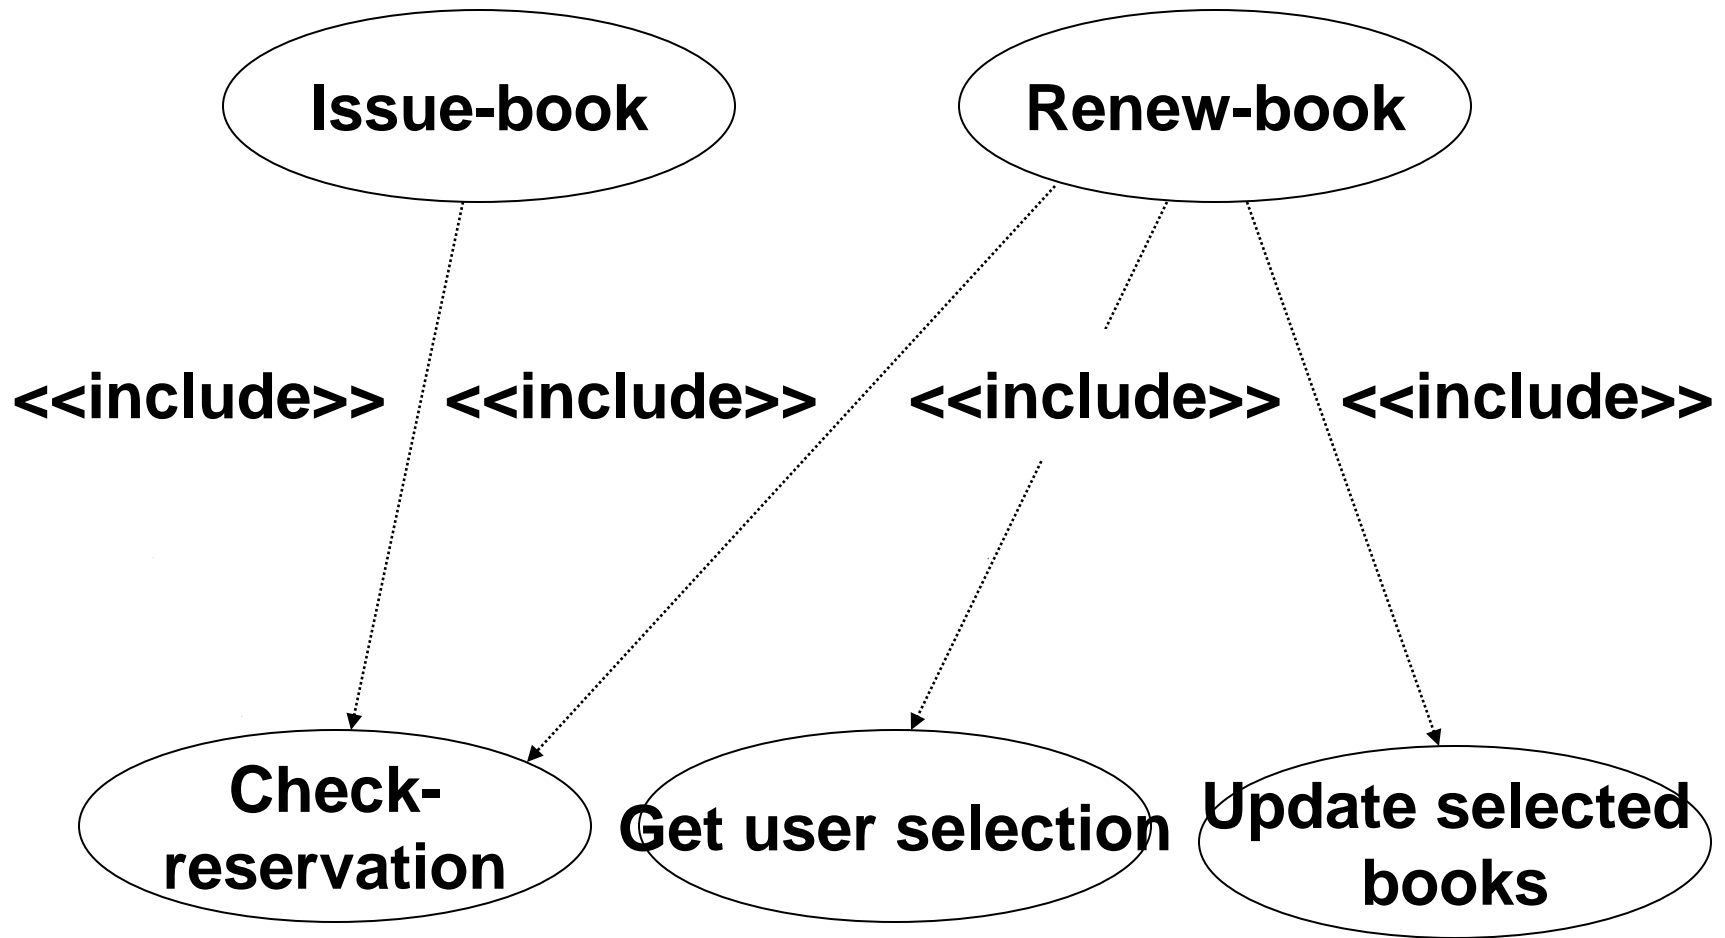 Issue-book
Renew-book
<<include>>
<<include>>
<<include>>
<<include>>
Check-
reservation
Get user selection
Update selected
books